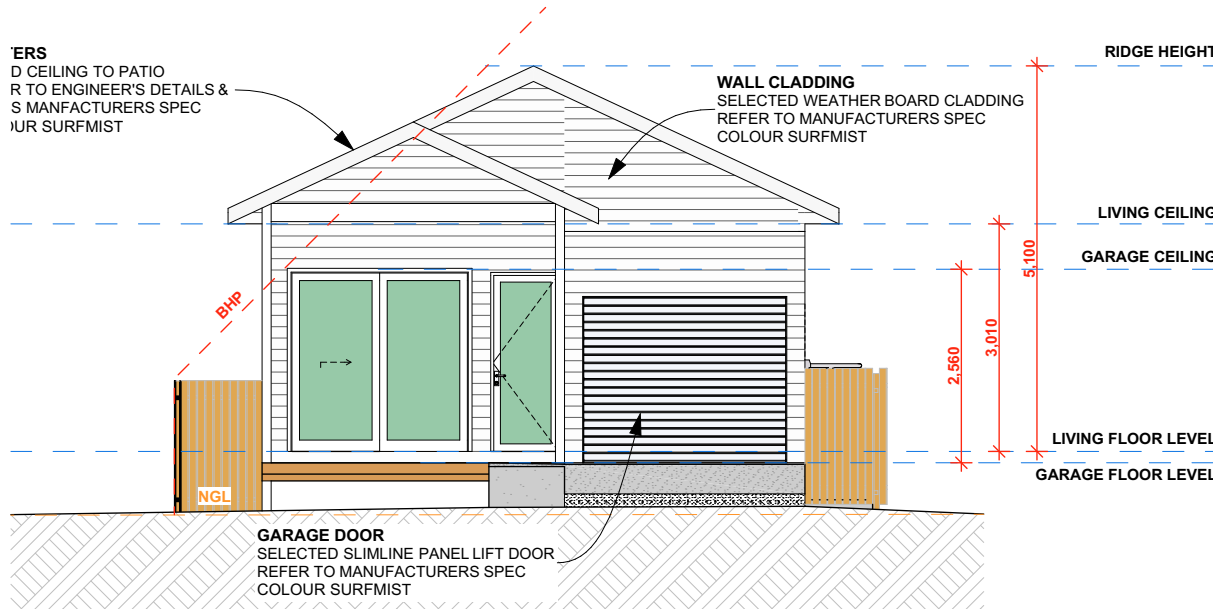 ERS
D CEILING TO PATIO
R TO ENGINEER'S DETAILS &
S MANFACTURERS SPEC
OUR SURFMIST
WALL CLADDING
SELECTED WEATHER BOARD CLADDING
REFER TO MANUFACTURERS SPEC
COLOUR SURFMIST
RIDGE HEIGHT
LIVING CEILING
GARAGE CEILING
5,100
3,010
2,560
BHP
LIVING FLOOR LEVEL
GARAGE FLOOR LEVEL
NGL
GARAGE DOOR
SELECTED SLIMLINE PANEL LIFT DOOR
REFER TO MANUFACTURERS SPEC
COLOUR SURFMIST